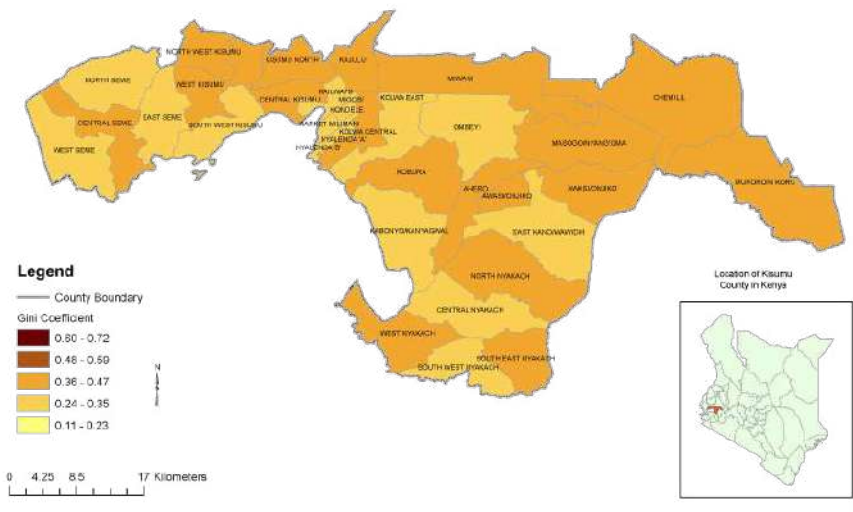 NORTH WEST KISUMU
KISUMU NORTH
KAJULU
NORTH SEME
WEST KISUMU
MIWANI
CHEMILIL
RAILWAYS
KOLWA EAST
CENTRAL KISUMU
MIGOSI
KONDELE
CENTRAL SEME
EAST SEME
SOUTH WEST KISUMU
MARKET MILIMANI
OMBEYI
KOLWA CENTRAL
NYALENDA 'A'
WEST SEME
NYALENDA 'B'
MASOGO/NYANG'OMA
KOBURA
MUHORONI KORU
AHERO
AWASI/ONJIKO
AWASI/ONJIKO
KABONYO/KANYAGWAL
EAST KANO/WAWIDHI
NORTH NYAKACH
CENTRAL NYAKACH
WEST NYAKACH
SOUTH EAST NYAKACH
SOUTH WEST NYAKACH
Legend
County Boundary
Gini Coefficient
0.60 - 0.72
0.48 - 0.59
0.36 - 0.47
0.24 - 0.35
0.11 - 0.23
N
0 4.25 8.5 17 Kilometers
Location of Kisumu
County in Kenya